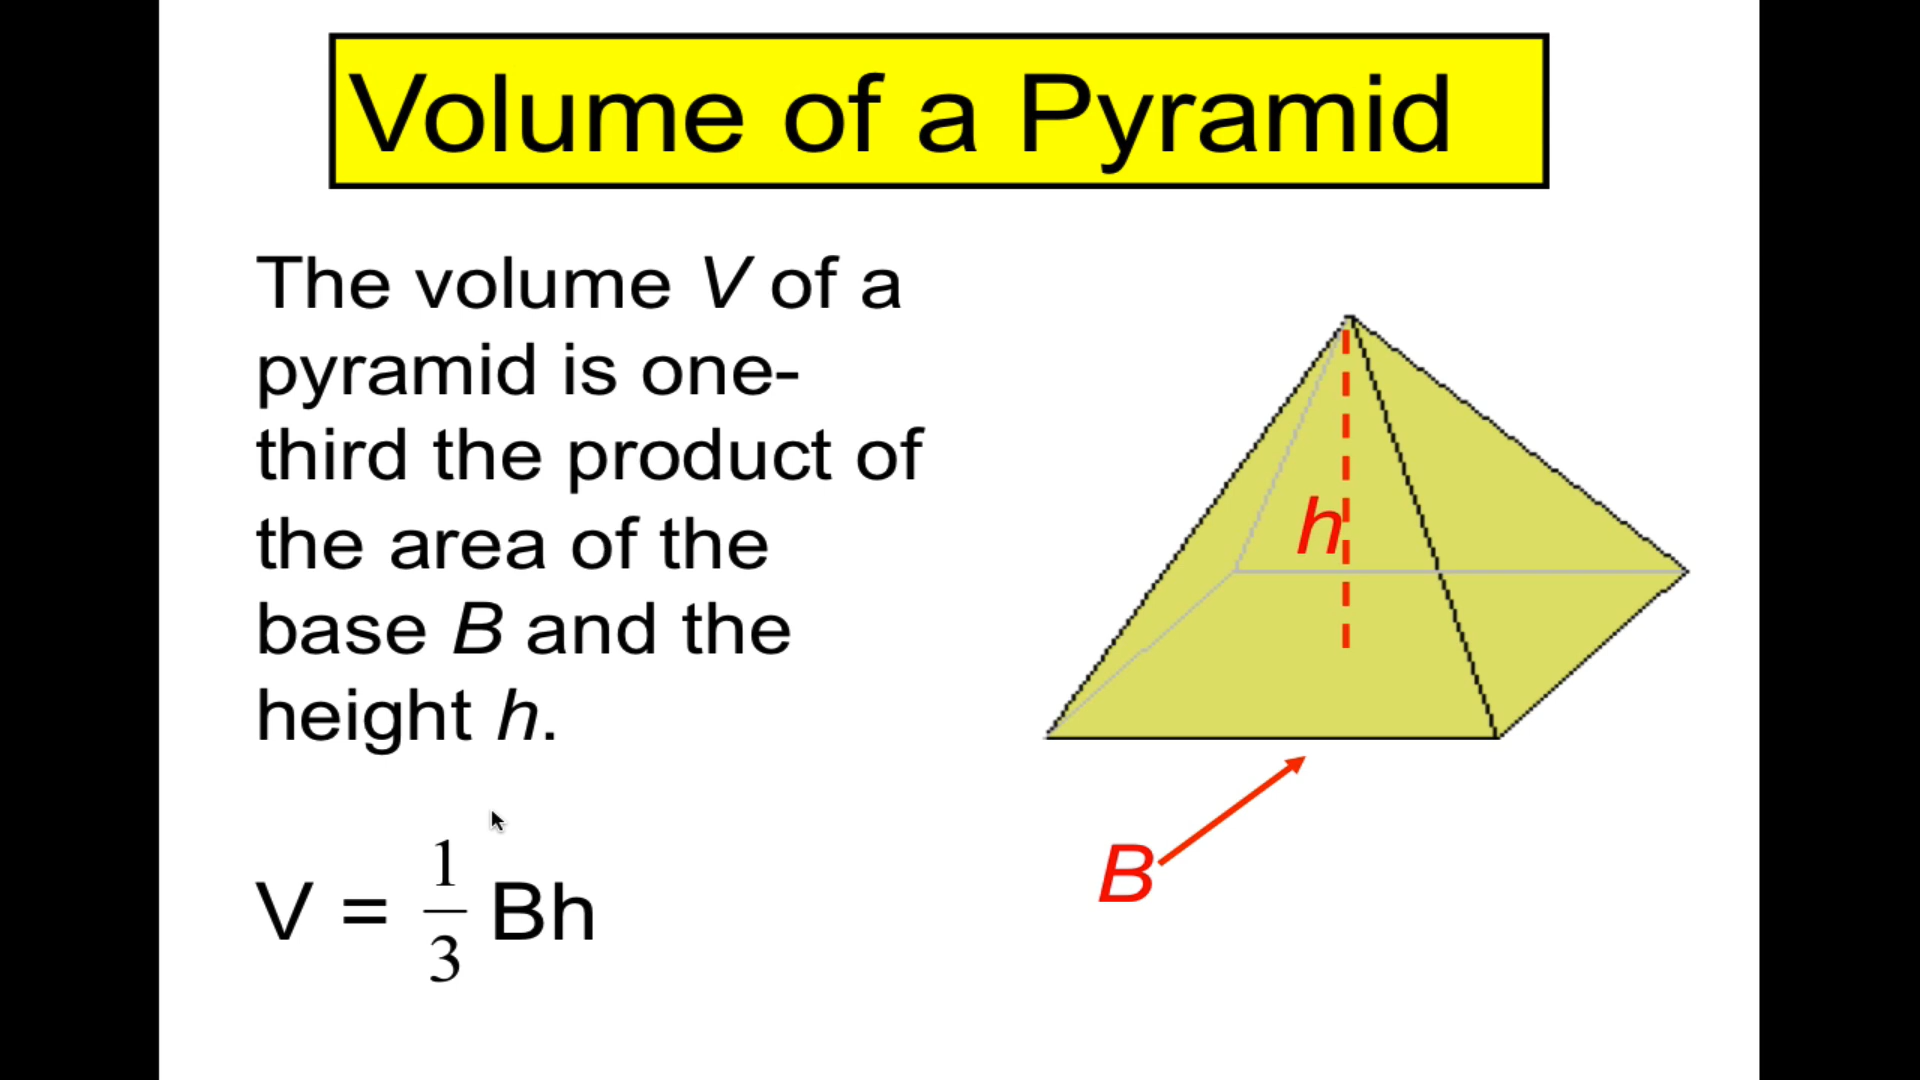 Volume of a Pyramid
The volume V of a
pyramid is one-
third the product of
the area of the
base B and the
height h.
V = 1/3 Bh
h
B